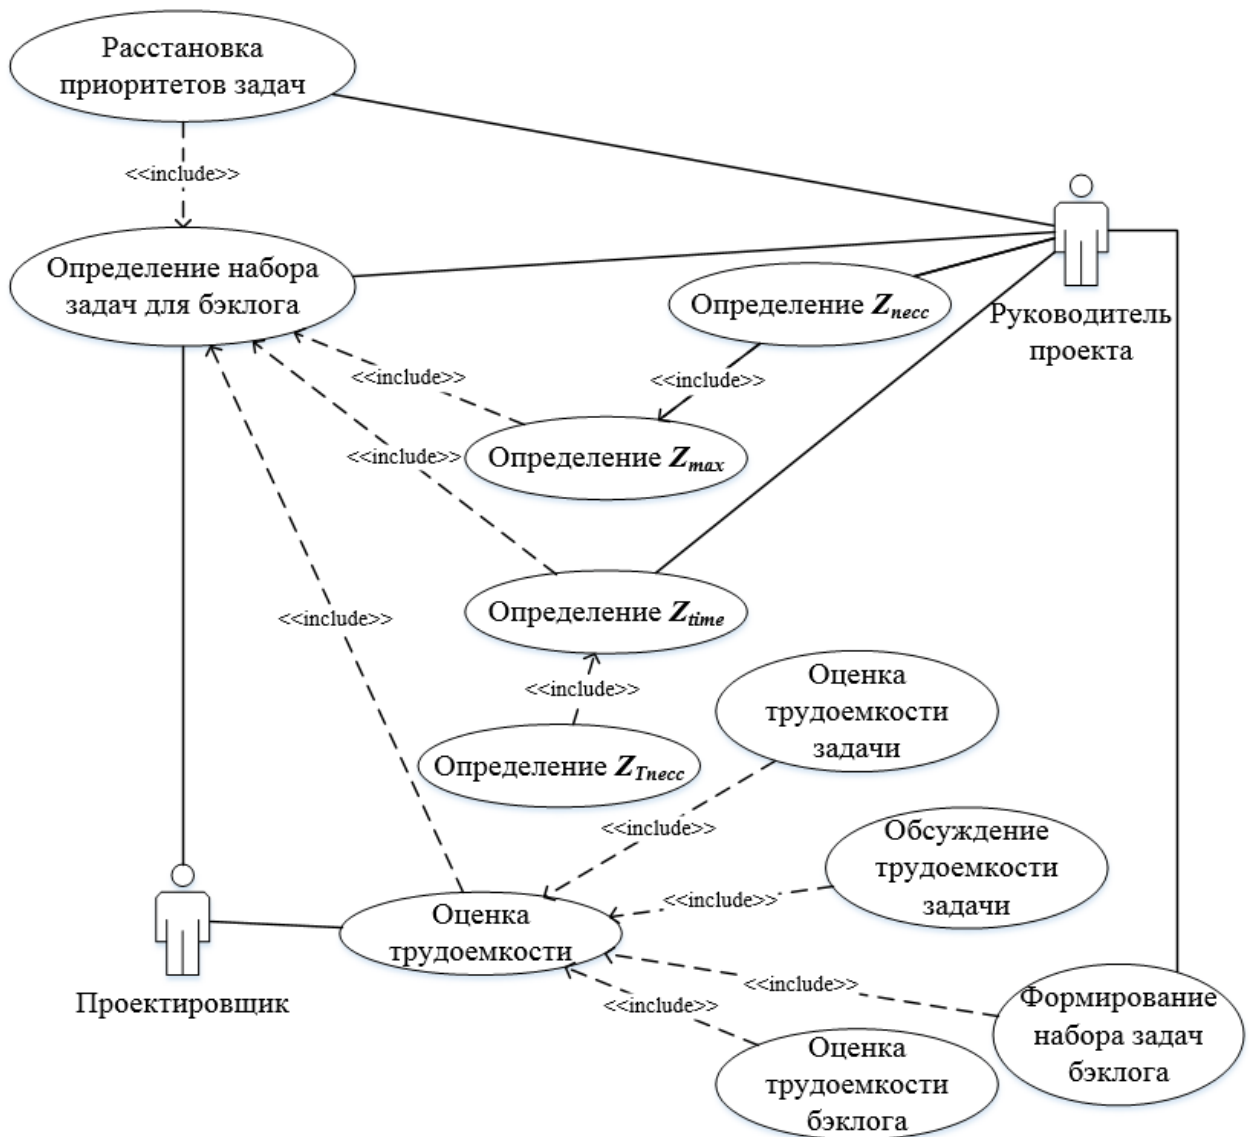 Расстановка
приоритетов задач
<<include>>
Определение набора
задач для бэклога
Определение Znecc
Руководитель
проекта
<<include>>
<<include>>
Определение Zmax
<<include>>
Определение Ztime
<<include>>
<<include>>
Оценка
трудоемкости
задачи
Определение ZTnecc
<<include>>
Обсуждение
трудоемкости
задачи
<<include>>
Оценка
трудоемкости
Проектировщик
<<include>>
<<include>>
Формирование
набора задач
бэклога
Оценка
трудоемкости
бэклога